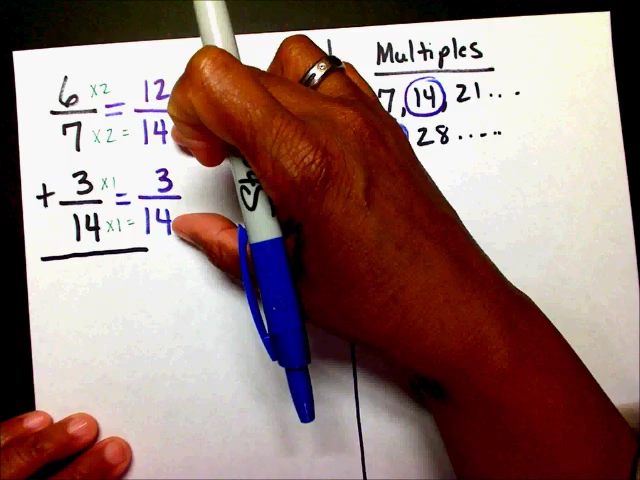 Multiples
7, 14, 21...
28.....
6 x2 = 12
7 x2 = 14
+ 3 x1 = 3
14 x1 = 14